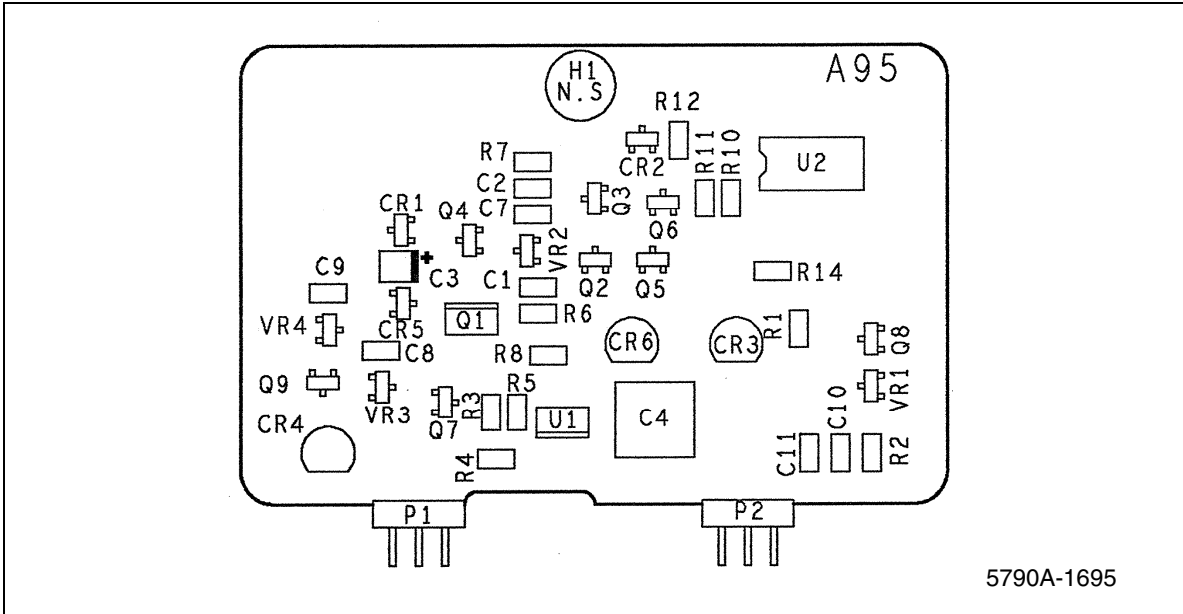 A95
H1
N.S
R12
R11
R10
U2
CR2
R7
C2
C7
Q3
Q6
CR1
Q4
VR2
Q2
Q5
+
C3
C9
C1
R14
R6
Q1
CR5
VR4
CR6
CR3
R1
Q8
C8
R8
VR1
Q9
VR3
R5
R3
Q7
U1
C4
C10
CR4
R4
C11
R2
P1
P2
5790A-1695